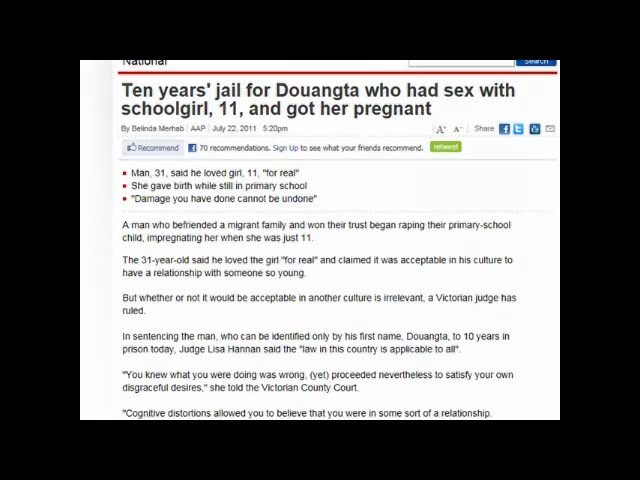 National
Search
Ten years' jail for Douangta who had sex with
schoolgirl, 11, and got her pregnant
By Belinda Merhab | AAP | July 22, 2011 5:20pm
A+ A- Share
Recommend 70 recommendations. Sign Up to see what your friends recommend. retweet
Man, 31, said he loved girl, 11, "for real"
She gave birth while still in primary school
"Damage you have done cannot be undone"
A man who befriended a migrant family and won their trust began raping their primary-school
child, impregnating her when she was just 11.
The 31-year-old said he loved the girl "for real" and claimed it was acceptable in his culture to
have a relationship with someone so young.
But whether or not it would be acceptable in another culture is irrelevant, a Victorian judge has
ruled.
In sentencing the man, who can be identified only by his first name, Douangta, to 10 years in
prison today, Judge Lisa Hannan said the "law in this country is applicable to all".
"You knew what you were doing was wrong, (yet) proceeded nevertheless to satisfy your own
disgraceful desires," she told the Victorian County Court.
"Cognitive distortions allowed you to believe that you were in some sort of a relationship.